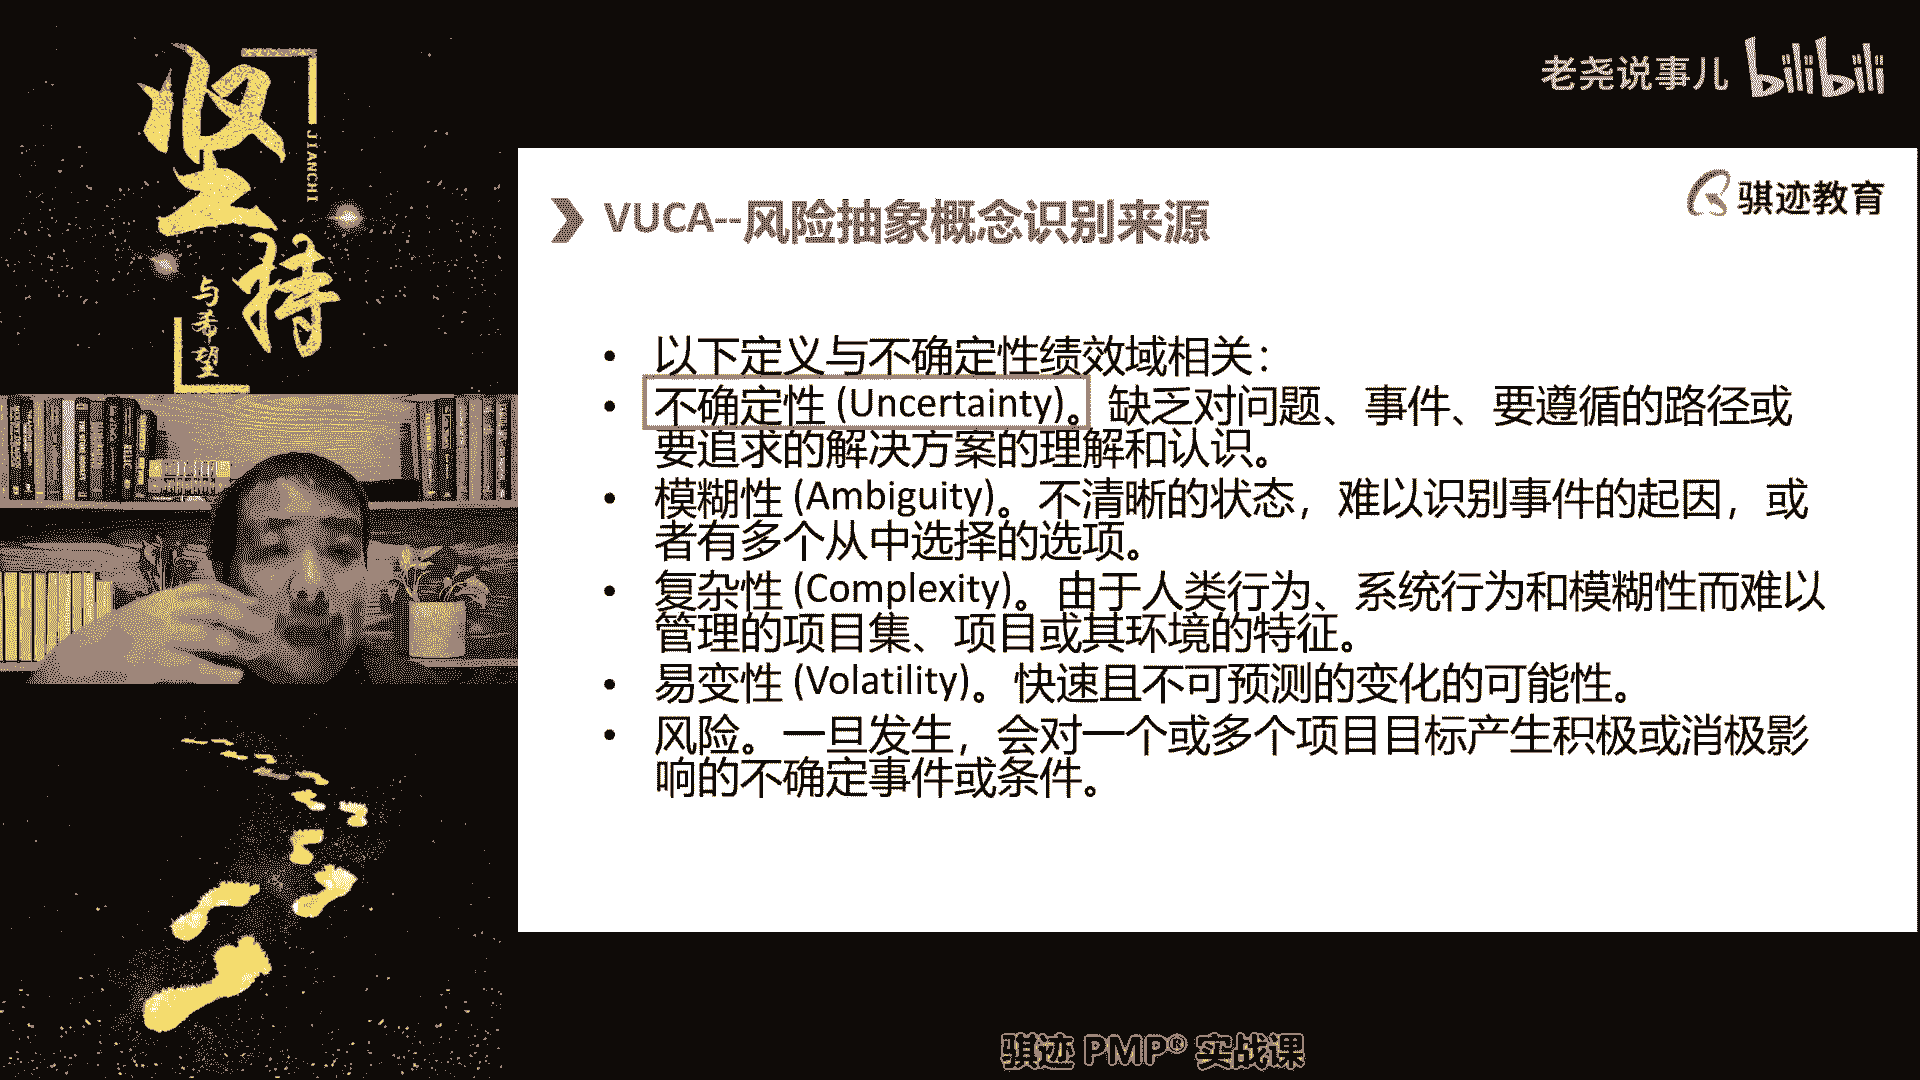 坚持
JIANCHI
与希望
老尧说事儿 bilibili
骐迹教育
VUCA--风险抽象概念识别来源
• 以下定义与不确定性绩效域相关：
• 不确定性 (Uncertainty)。缺乏对问题、事件、要遵循的路径或
要追求的解决方案的理解和认识。
• 模糊性 (Ambiguity)。不清晰的状态，难以识别事件的起因，或
者有多个从中选择的选项。
• 复杂性 (Complexity)。由于人类行为、系统行为和模糊性而难以
管理的项目集、项目或其环境的特征。
• 易变性 (Volatility)。快速且不可预测的变化的可能性。
• 风险。一旦发生，会对一个或多个项目目标产生积极或消极影
响的不确定事件或条件。
骐迹 PMP® 实战课